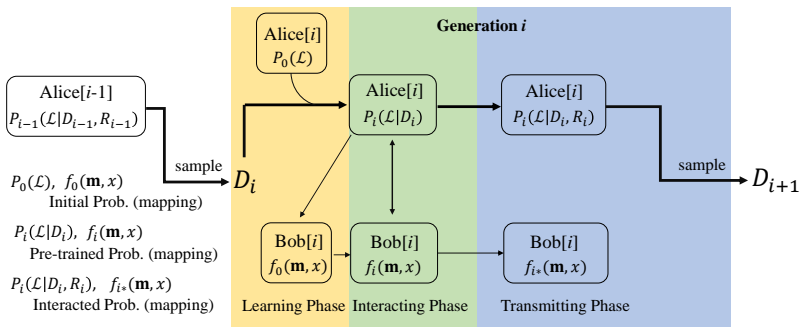 Generation i
Alice[i-1]
P_{i-1}(ℒ|D_{i-1}, R_{i-1})
sample
D_i
P_0(ℒ), f_0(m, x)
Initial Prob. (mapping)
P_i(ℒ|D_i), f_i(m, x)
Pre-trained Prob. (mapping)
P_i(ℒ|D_i, R_i), f_{i*}(m, x)
Interacted Prob. (mapping)
Alice[i]
P_0(ℒ)
Alice[i]
P_i(ℒ|D_i)
Alice[i]
P_i(ℒ|D_i, R_i)
sample
D_{i+1}
Bob[i]
f_0(m, x)
Bob[i]
f_i(m, x)
Bob[i]
f_{i*}(m, x)
Learning Phase
Interacting Phase
Transmitting Phase